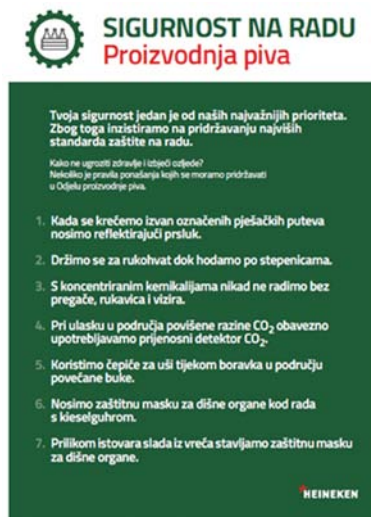 SIGURNOST NA RADU
Proizvodnja piva
Tvoja sigurnost jedan je od naših najvažnijih prioriteta.
Zbog toga inzistiramo na pridržavanju najviših
standarda zaštite na radu.
Kako ne ugroziti zdravlje i izbjeći ozljede?
Nekoliko je pravila ponašanja kojih se moramo pridržavati
u Odjelu proizvodnje piva.
1. Kada se krećemo izvan označenih pješačkih puteva
nosimo reflektirajući prsluk.
2. Držimo se za rukohvat dok hodamo po stepenicama.
3. S koncentriranim kemikalijama nikad ne radimo bez
pregače, rukavica i vizira.
4. Pri ulasku u područja povišene razine CO₂ obavezno
upotrebljavamo prijenosni detektor CO₂.
5. Koristimo čepiće za uši tijekom boravka u području
povećane buke.
6. Nosimo zaštitnu masku za dišne organe kod rada
s kieselguhrom.
7. Prilikom istovara slada iz vreća stavljamo zaštitnu masku
za dišne organe.
HEINEKEN